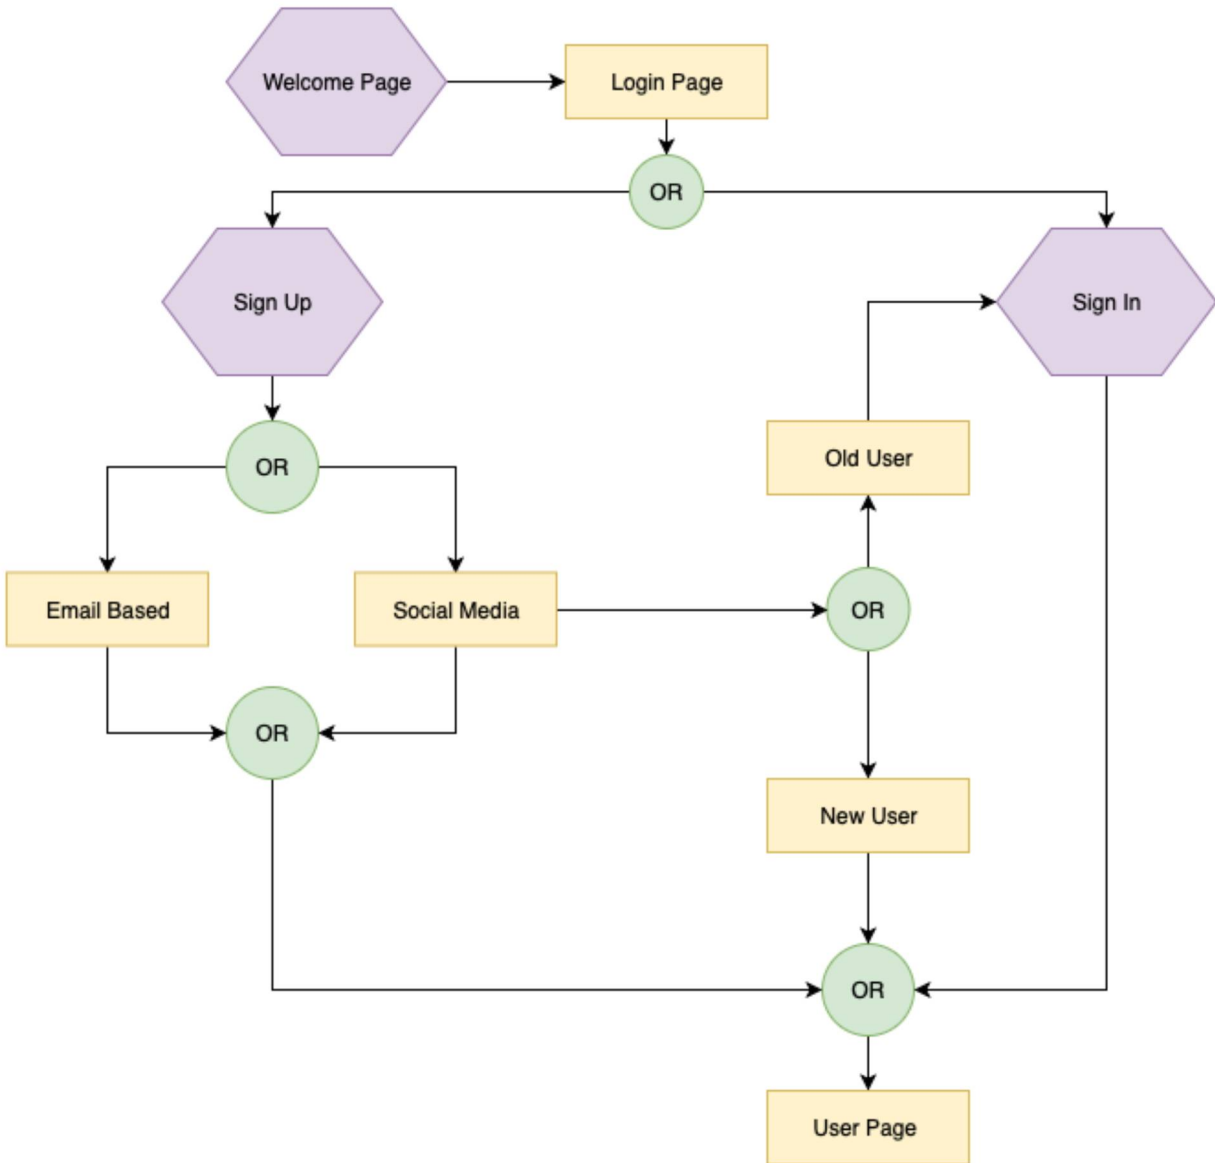 Welcome Page
Login Page
OR
Sign Up
Sign In
OR
Old User
Email Based
Social Media
OR
OR
New User
OR
User Page